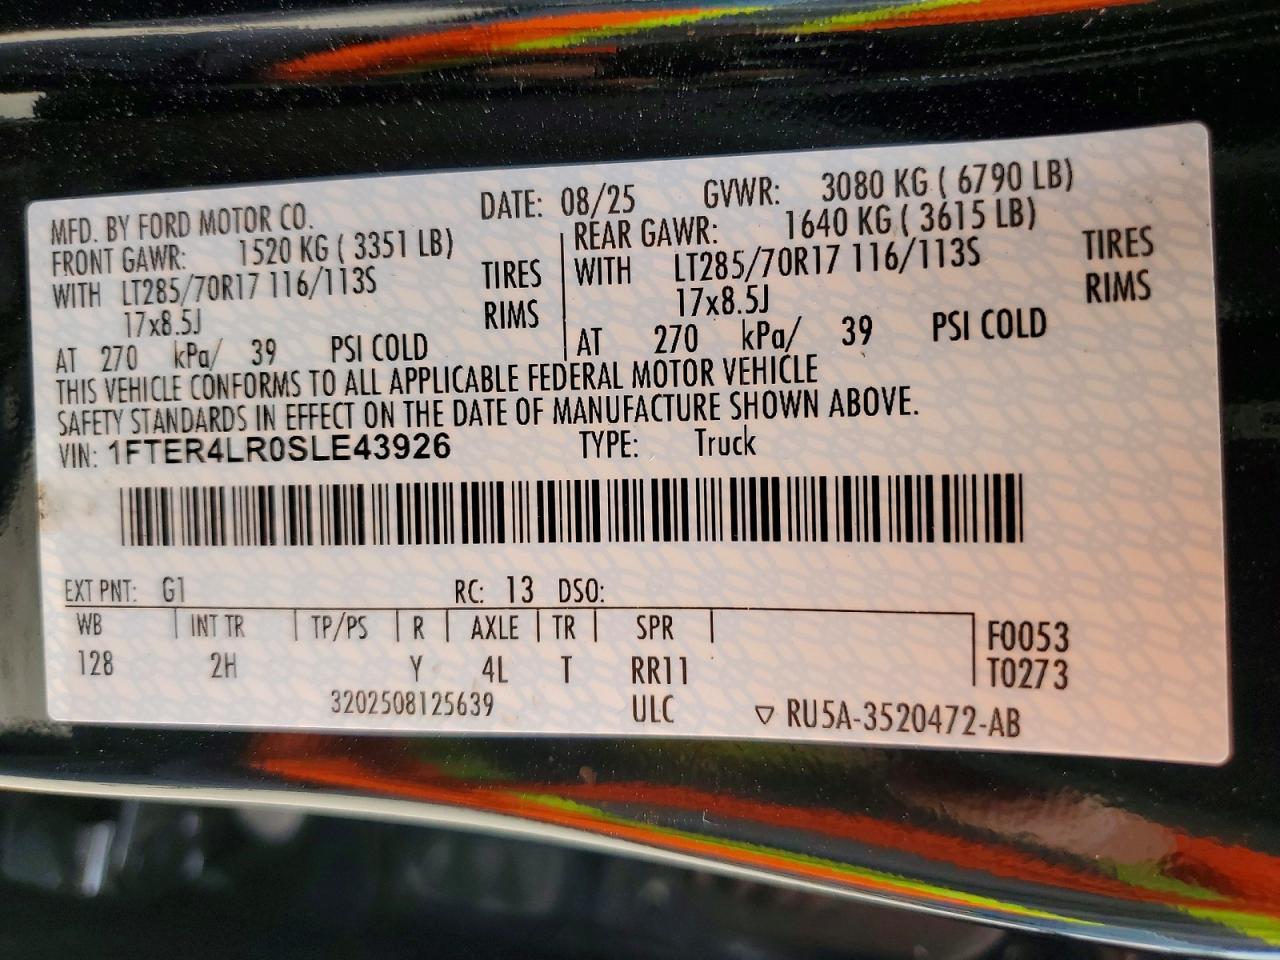 MFD. BY FORD MOTOR CO. DATE: 08/25 GVWR: 3080 KG ( 6790 LB)
FRONT GAWR: 1520 KG ( 3351 LB)
WITH LT285/70R17 116/113S TIRES
17x8.5J RIMS
AT 270 kPa/ 39 PSI COLD
REAR GAWR: 1640 KG ( 3615 LB)
WITH LT285/70R17 116/113S TIRES
17x8.5J RIMS
AT 270 kPa/ 39 PSI COLD
THIS VEHICLE CONFORMS TO ALL APPLICABLE FEDERAL MOTOR VEHICLE
SAFETY STANDARDS IN EFFECT ON THE DATE OF MANUFACTURE SHOWN ABOVE.
VIN: 1FTER4LR0SLE43926 TYPE: Truck
EXT PNT: G1 RC: 13 DSO:
WB INT TR TP/PS R AXLE TR SPR F0053
128 2H Y 4L T RR11 T0273
3202508125639 ULC ▽ RU5A-3520472-AB